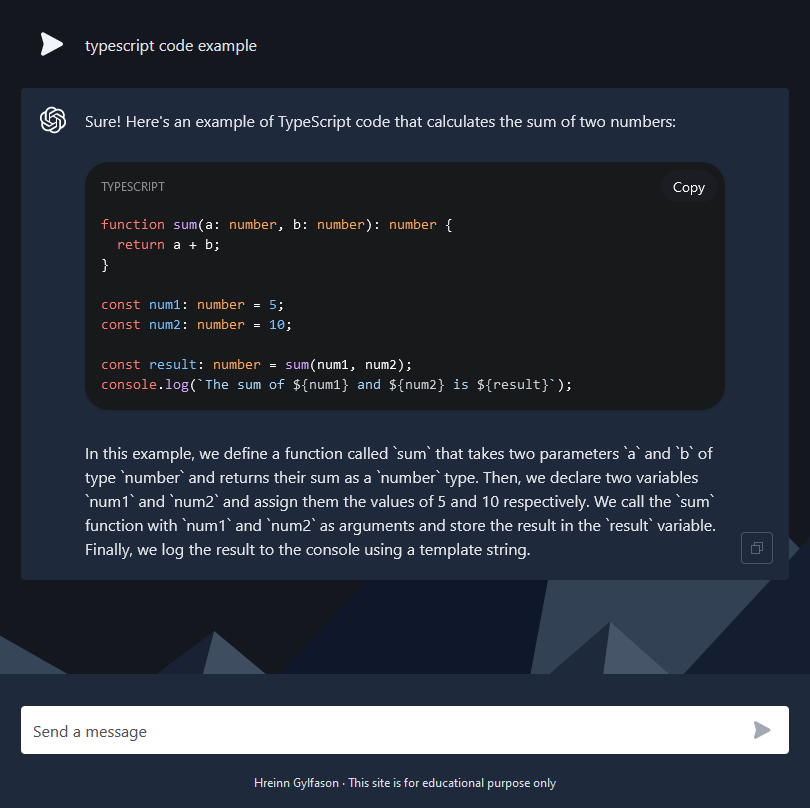 typescript code example
Sure! Here's an example of TypeScript code that calculates the sum of two numbers:
TYPESCRIPT
Copy
function sum(a: number, b: number): number {
  return a + b;
}
const num1: number = 5;
const num2: number = 10;
const result: number = sum(num1, num2);
console.log(`The sum of ${num1} and ${num2} is ${result}`);
In this example, we define a function called `sum` that takes two parameters `a` and `b` of
type `number` and returns their sum as a `number` type. Then, we declare two variables
`num1` and `num2` and assign them the values of 5 and 10 respectively. We call the `sum`
function with `num1` and `num2` as arguments and store the result in the `result` variable.
Finally, we log the result to the console using a template string.
Send a message
Hreinn Gylfason · This site is for educational purpose only